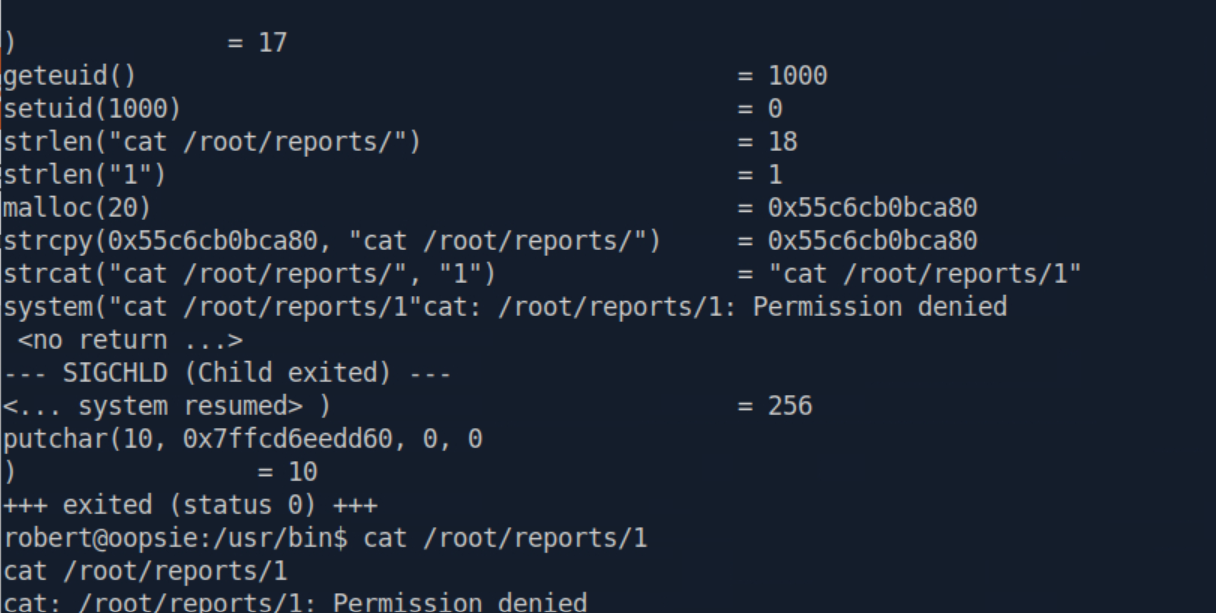 )              = 17
geteuid()                                        = 1000
setuid(1000)                                     = 0
strlen("cat /root/reports/")                     = 18
strlen("1")                                      = 1
malloc(20)                                       = 0x55c6cb0bca80
strcpy(0x55c6cb0bca80, "cat /root/reports/")     = 0x55c6cb0bca80
strcat("cat /root/reports/", "1")                = "cat /root/reports/1"
system("cat /root/reports/1"cat: /root/reports/1: Permission denied
 <no return ...>
--- SIGCHLD (Child exited) ---
<... system resumed> )                           = 256
putchar(10, 0x7ffcd6eedd60, 0, 0
)                = 10
+++ exited (status 0) +++
robert@oopsie:/usr/bin$ cat /root/reports/1
cat /root/reports/1
cat: /root/reports/1: Permission denied